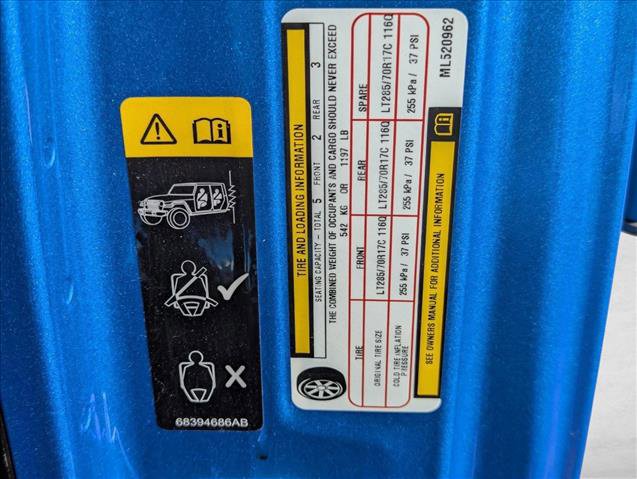 TIRE AND LOADING INFORMATION
SEATING CAPACITY - TOTAL 5 FRONT 2 REAR 3
THE COMBINED WEIGHT OF OCCUPANTS AND CARGO SHOULD NEVER EXCEED
542 KG OR 1197 LB
TIRE FRONT REAR SPARE
ORIGINAL TIRE SIZE LT285/70R17C 116Q LT285/70R17C 116Q LT285/70R17C 116Q
COLD TIRE INFLATION PRESSURE 255 kPa / 37 PSI 255 kPa / 37 PSI 255 kPa / 37 PSI
SEE OWNERS MANUAL FOR ADDITIONAL INFORMATION
ML520962
68394686AB